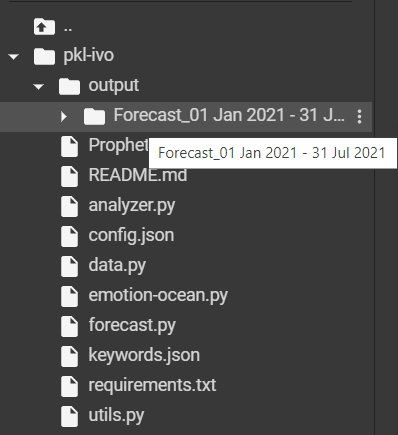 ..
pkl-ivo
output
Forecast_01 Jan 2021 - 31 J...
Prophet
Forecast_01 Jan 2021 - 31 Jul 2021
README.md
analyzer.py
config.json
data.py
emotion-ocean.py
forecast.py
keywords.json
requirements.txt
utils.py